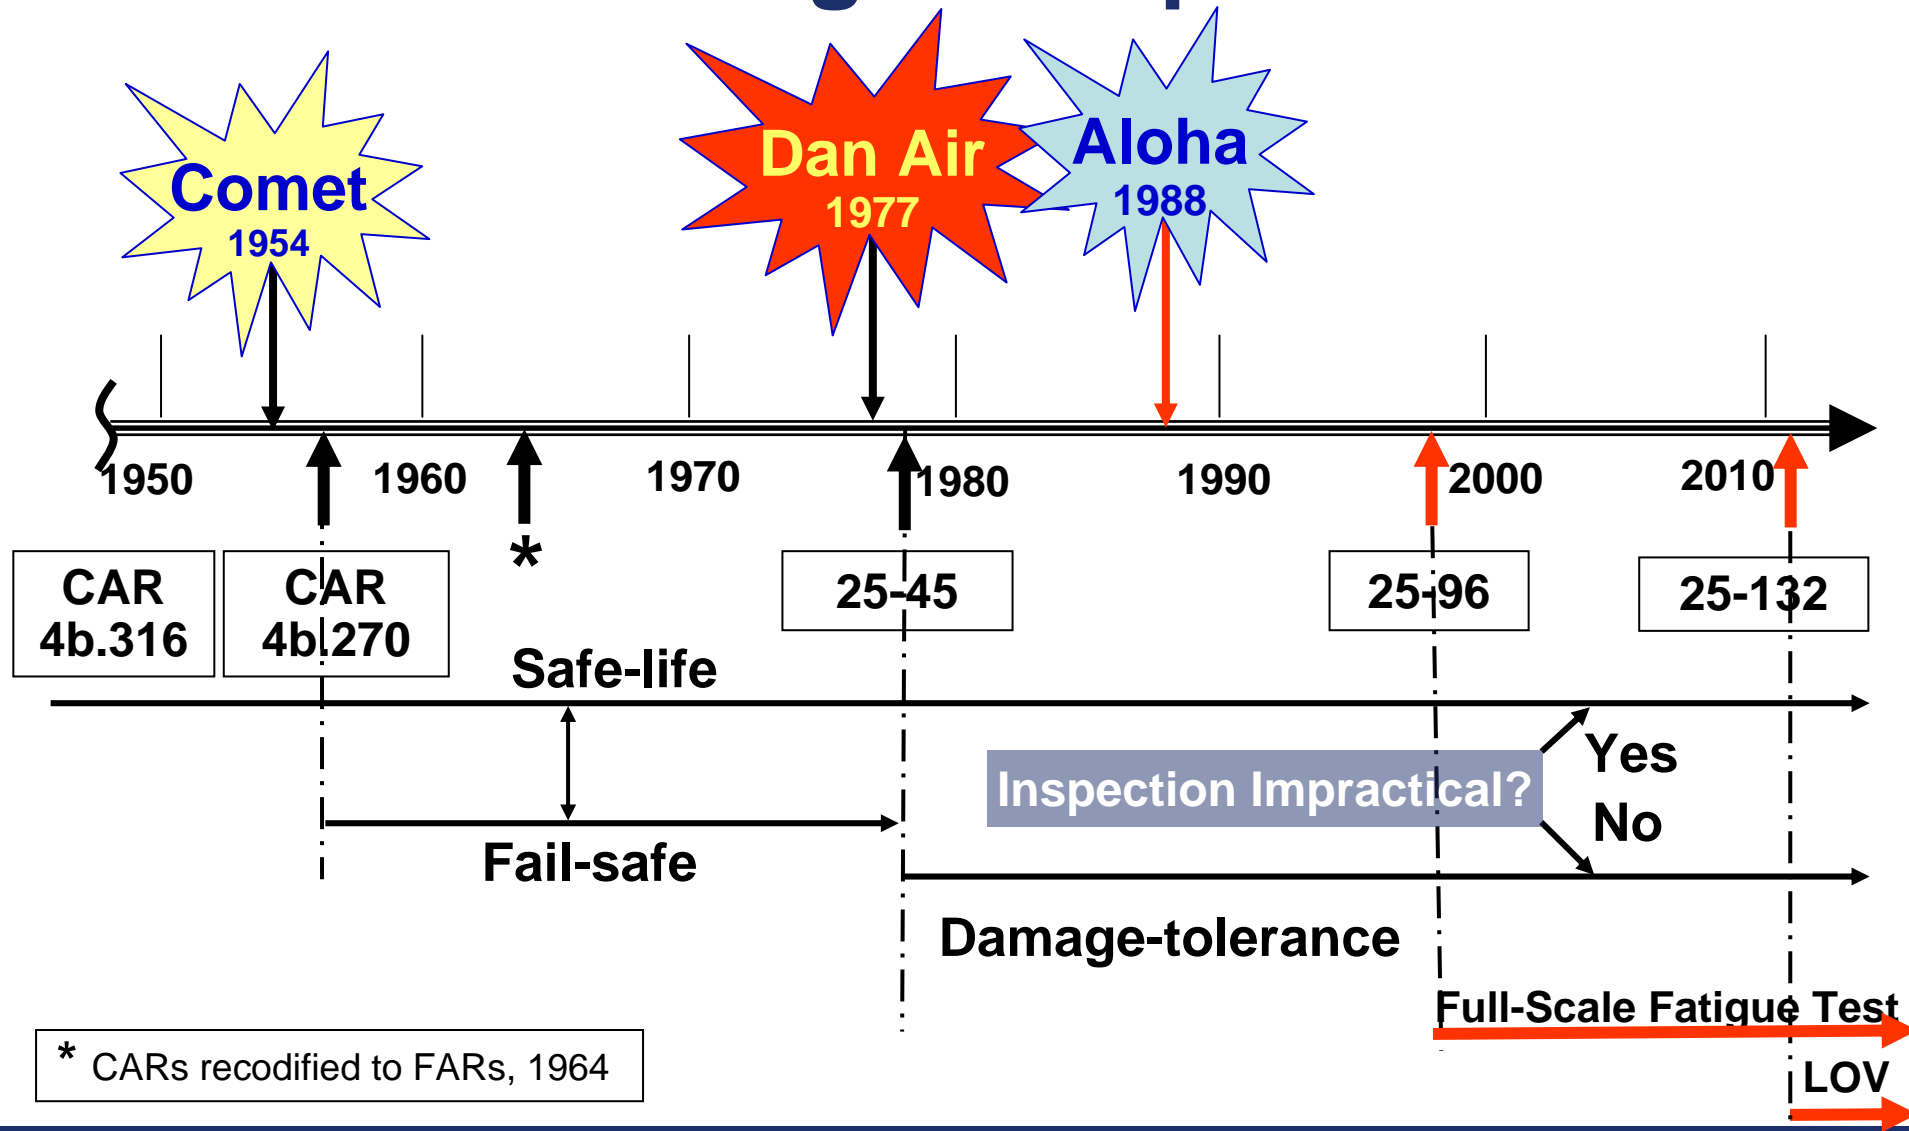 Comet
1954
Dan Air
1977
Aloha
1988
1950
1960
1970
1980
1990
2000
2010
*
CAR
4b.316
CAR
4b.270
25-45
25-96
25-132
Safe-life
Inspection Impractical?
Yes
No
Fail-safe
Damage-tolerance
Full-Scale Fatigue Test
LOV
* CARs recodified to FARs, 1964